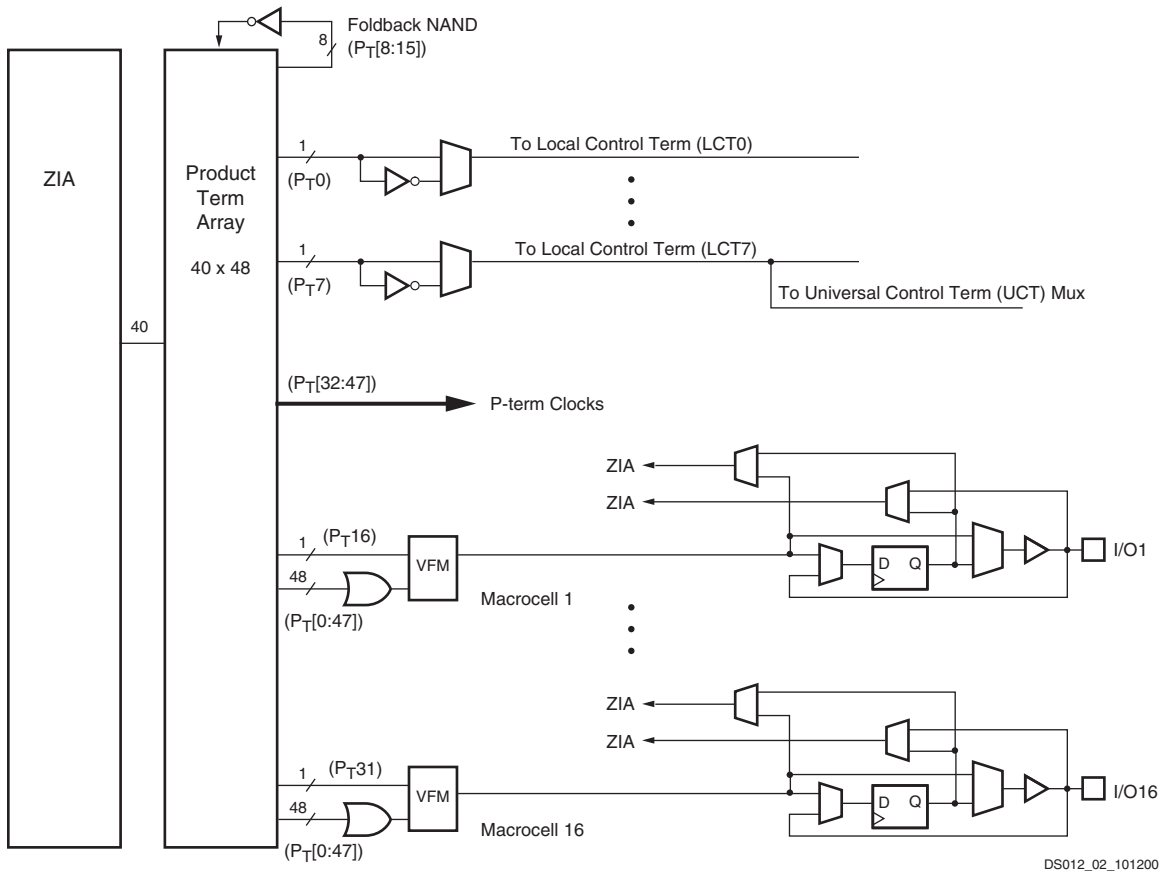 Foldback NAND
8
(PT[8:15])
ZIA
Product
Term
Array
40 x 48
40
1
(PT0)
To Local Control Term (LCT0)
1
(PT7)
To Local Control Term (LCT7)
To Universal Control Term (UCT) Mux
(PT[32:47])
P-term Clocks
ZIA
ZIA
1
(PT16)
48
(PT[0:47])
VFM
Macrocell 1
D
Q
I/O1
ZIA
ZIA
1
(PT31)
48
(PT[0:47])
VFM
Macrocell 16
D
Q
I/O16
DS012_02_101200